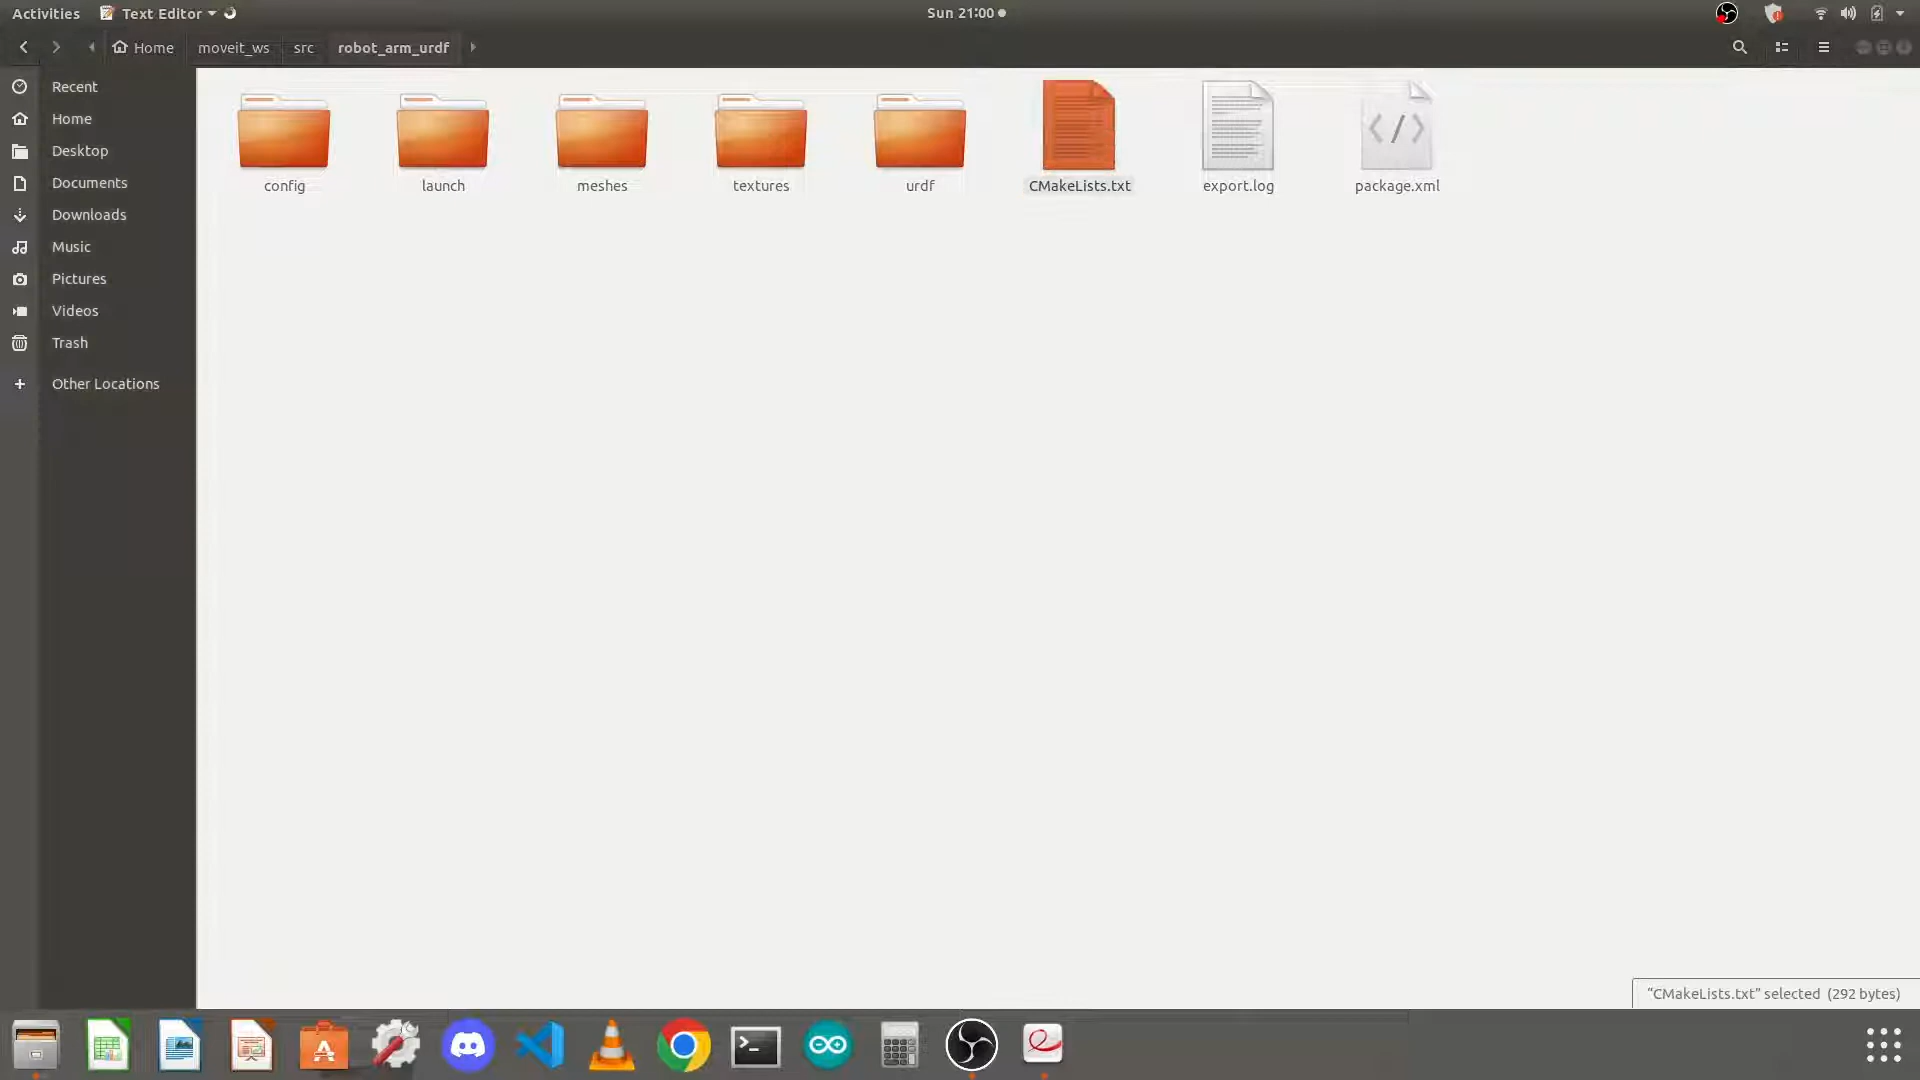 Activities Text Editor Sun 21:00
Home moveit_ws src robot_arm_urdf
Recent
Home
Desktop
Documents
Downloads
Music
Pictures
Videos
Trash
Other Locations
config launch meshes textures urdf CMakeLists.txt export.log package.xml
“CMakeLists.txt” selected (292 bytes)